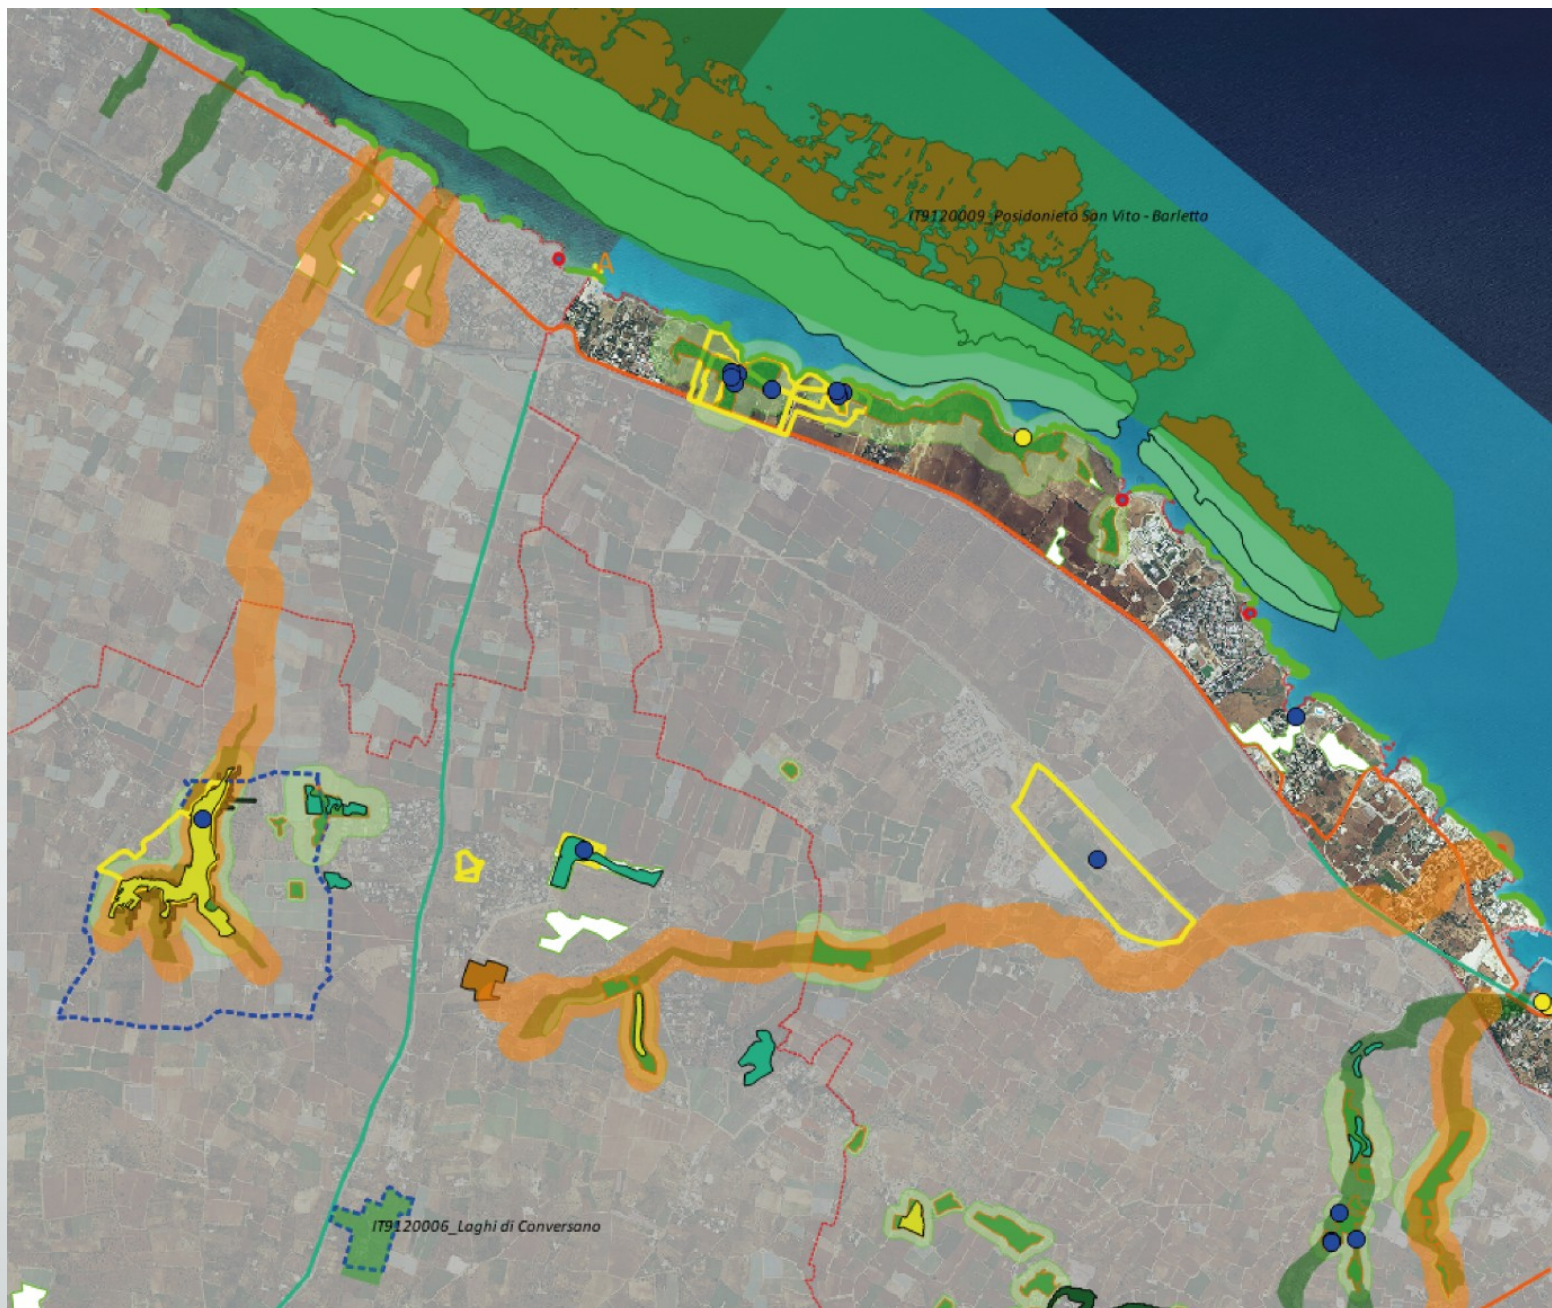 IT9120009_Posidonieto San Vito - Barletta
A
IT9120006_Laghi di Conversano